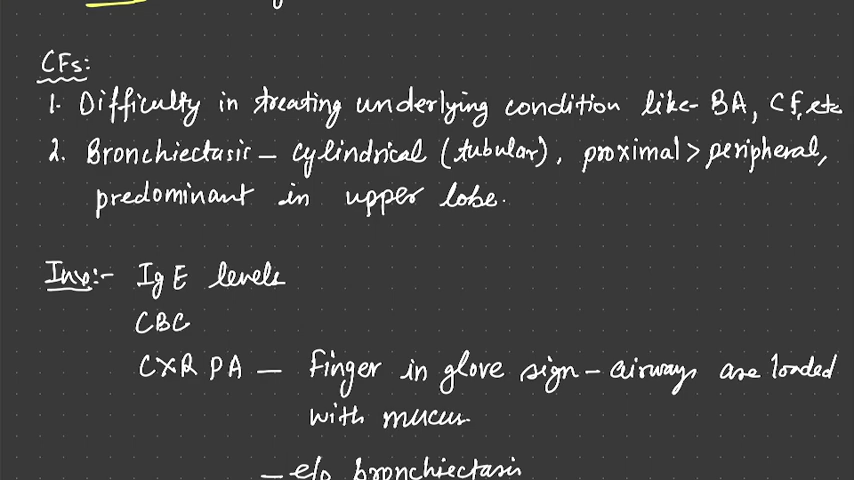 CFs:
1. Difficulty in treating underlying condition like- BA, Cf, etc
2. Bronchiectasis – cylindrical (tubular), proximal > peripheral,
predominant in upper lobe.
Inv:- IgE levels
CBC
CXR PA – Finger in glove sign – airways are loaded
with mucus
– e/o bronchiectasis